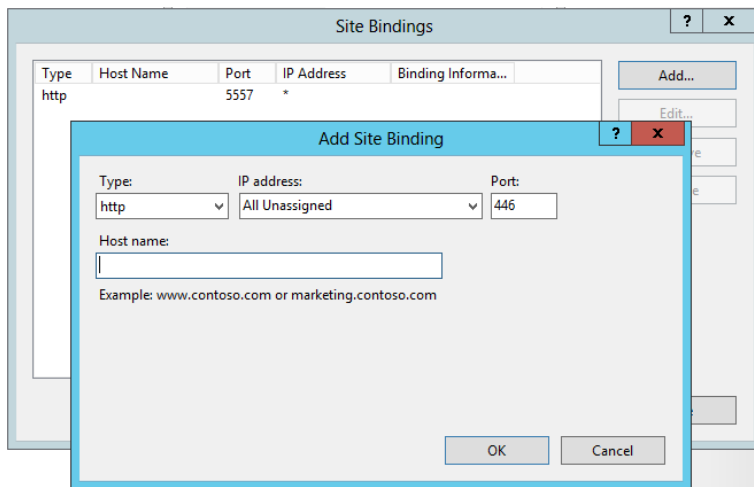 Site Bindings
? x
Type Host Name Port IP Address Binding Informa...
http 5557 *
Add...
Edit...
Add Site Binding
? x
Type: IP address: Port:
http All Unassigned 446
Host name:
Example: www.contoso.com or marketing.contoso.com
OK Cancel